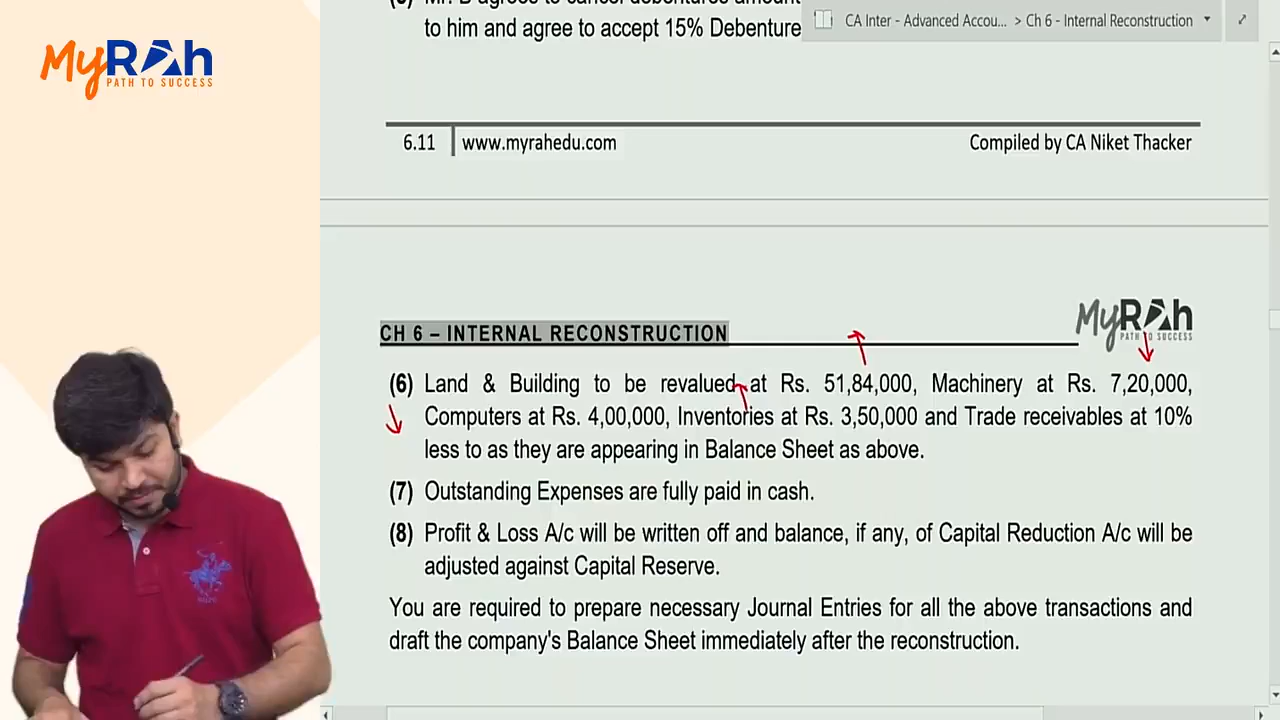 MyRAh
PATH TO SUCCESS
CA Inter - Advanced Accou... > Ch 6 - Internal Reconstruction
(5) Mr. B agrees to cancel debentures amount
to him and agree to accept 15% Debenture
6.11 www.myrahedu.com Compiled by CA Niket Thacker
MyRAh
PATH TO SUCCESS
CH 6 – INTERNAL RECONSTRUCTION
(6) Land & Building to be revalued at Rs. 51,84,000, Machinery at Rs. 7,20,000,
Computers at Rs. 4,00,000, Inventories at Rs. 3,50,000 and Trade receivables at 10%
less to as they are appearing in Balance Sheet as above.
(7) Outstanding Expenses are fully paid in cash.
(8) Profit & Loss A/c will be written off and balance, if any, of Capital Reduction A/c will be
adjusted against Capital Reserve.
You are required to prepare necessary Journal Entries for all the above transactions and
draft the company's Balance Sheet immediately after the reconstruction.